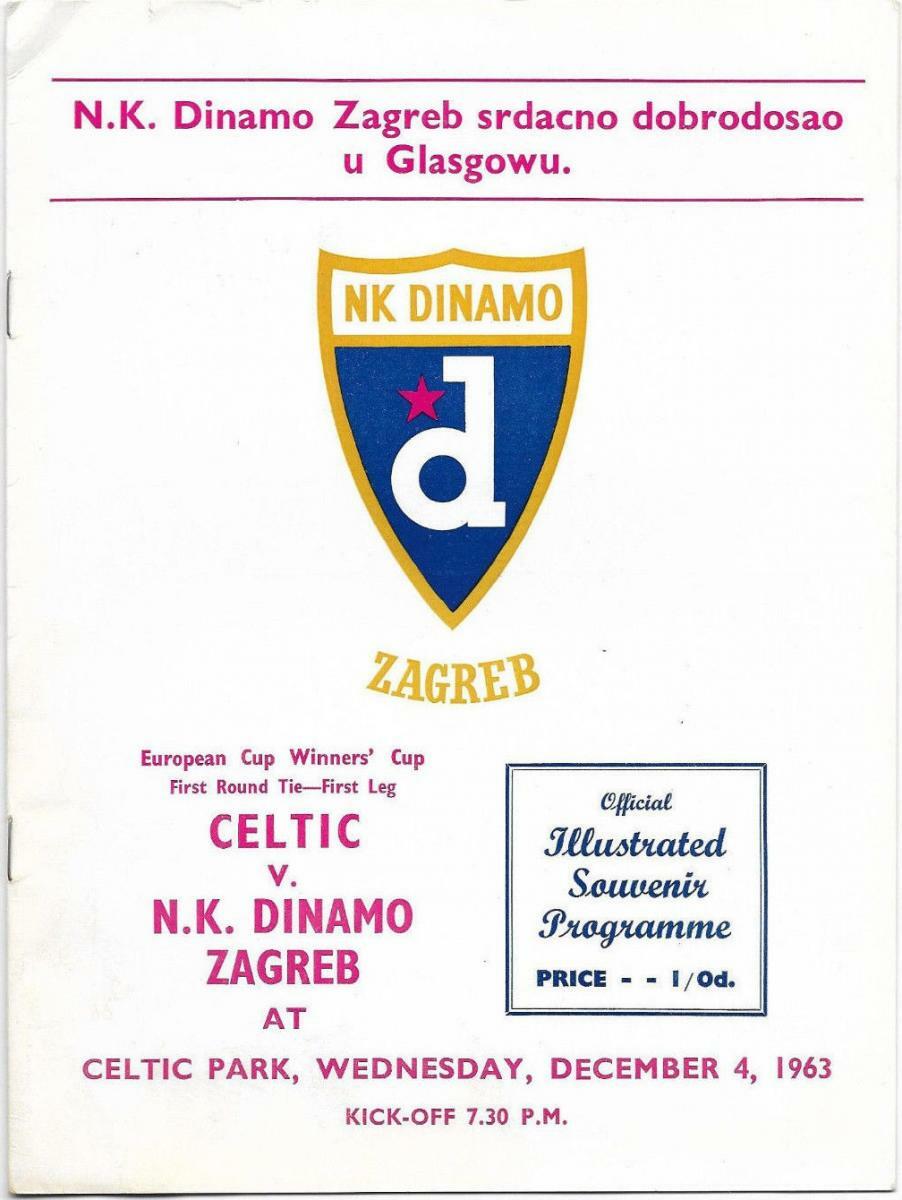 N.K. Dinamo Zagreb srdacno dobrodosao
u Glasgowu.
NK DINAMO
d
ZAGREB
European Cup Winners' Cup
First Round Tie—First Leg
CELTIC
v.
N.K. DINAMO
ZAGREB
AT
Official
Illustrated
Souvenir
Programme
PRICE - - 1/0d.
CELTIC PARK, WEDNESDAY, DECEMBER 4, 1963
KICK-OFF 7.30 P.M.